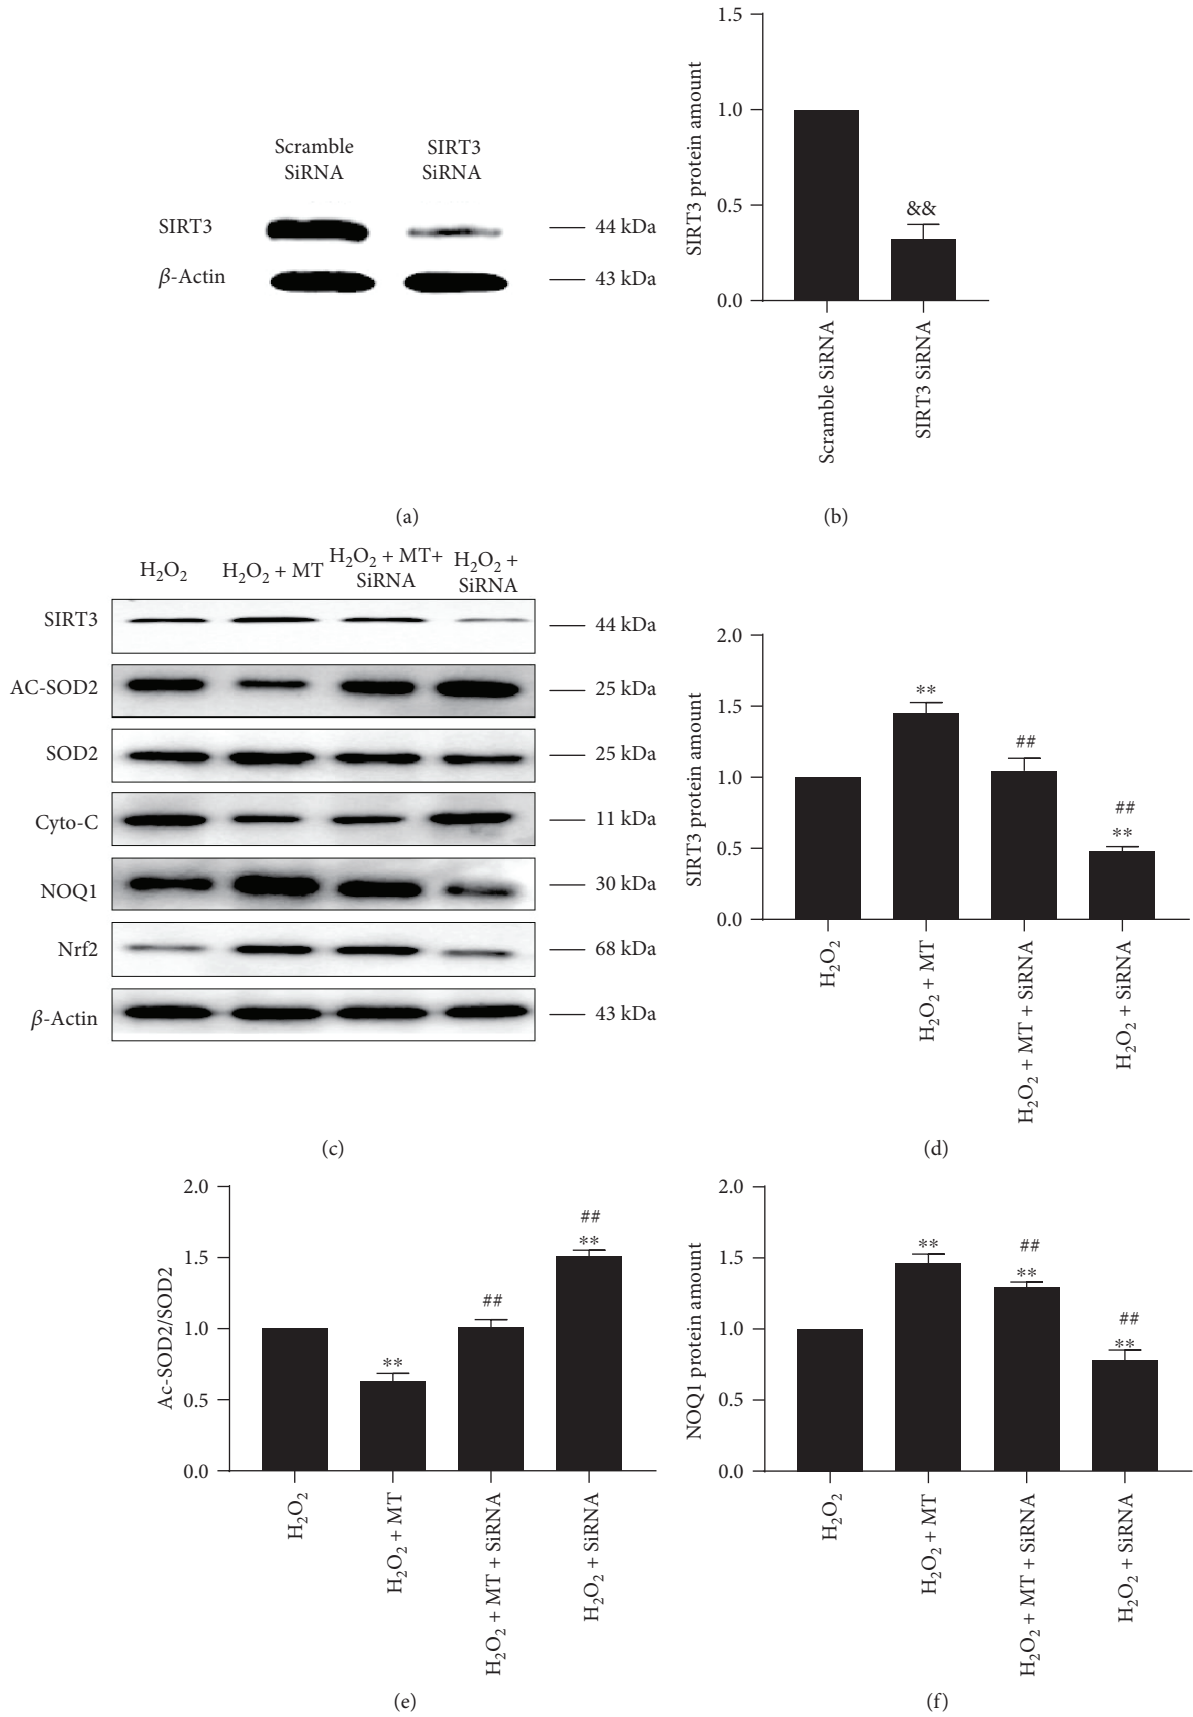 Scramble
SiRNA
SIRT3
SiRNA
SIRT3
44 kDa
β-Actin
43 kDa
(a)
SIRT3 protein amount
1.5
1.0
0.5
0.0
&&
Scramble SiRNA
SIRT3 SiRNA
(b)
H₂O₂
H₂O₂ + MT
H₂O₂ + MT+
SiRNA
H₂O₂ +
SiRNA
SIRT3
44 kDa
AC-SOD2
25 kDa
SOD2
25 kDa
Cyto-C
11 kDa
NOQ1
30 kDa
Nrf2
68 kDa
β-Actin
43 kDa
(c)
SIRT3 protein amount
2.0
1.5
1.0
0.5
0.0
**
##
##
**
H₂O₂
H₂O₂ + MT
H₂O₂ + MT + SiRNA
H₂O₂ + SiRNA
(d)
Ac-SOD2/SOD2
2.0
1.5
1.0
0.5
0.0
**
##
##
**
H₂O₂
H₂O₂ + MT
H₂O₂ + MT + SiRNA
H₂O₂ + SiRNA
(e)
NOQ1 protein amount
2.0
1.5
1.0
0.5
0.0
**
##
**
##
**
H₂O₂
H₂O₂ + MT
H₂O₂ + MT + SiRNA
H₂O₂ + SiRNA
(f)